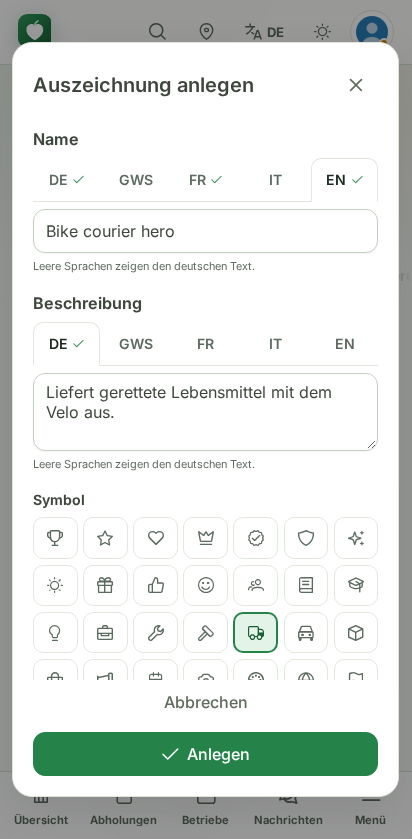 DE
Auszeichnung anlegen
Name
DE GWS FR IT EN
Bike courier hero
Leere Sprachen zeigen den deutschen Text.
Beschreibung
DE GWS FR IT EN
Liefert gerettete Lebensmittel mit dem
Velo aus.
Leere Sprachen zeigen den deutschen Text.
Symbol
Abbrechen
Anlegen
Übersicht Abholungen Betriebe Nachrichten Menü